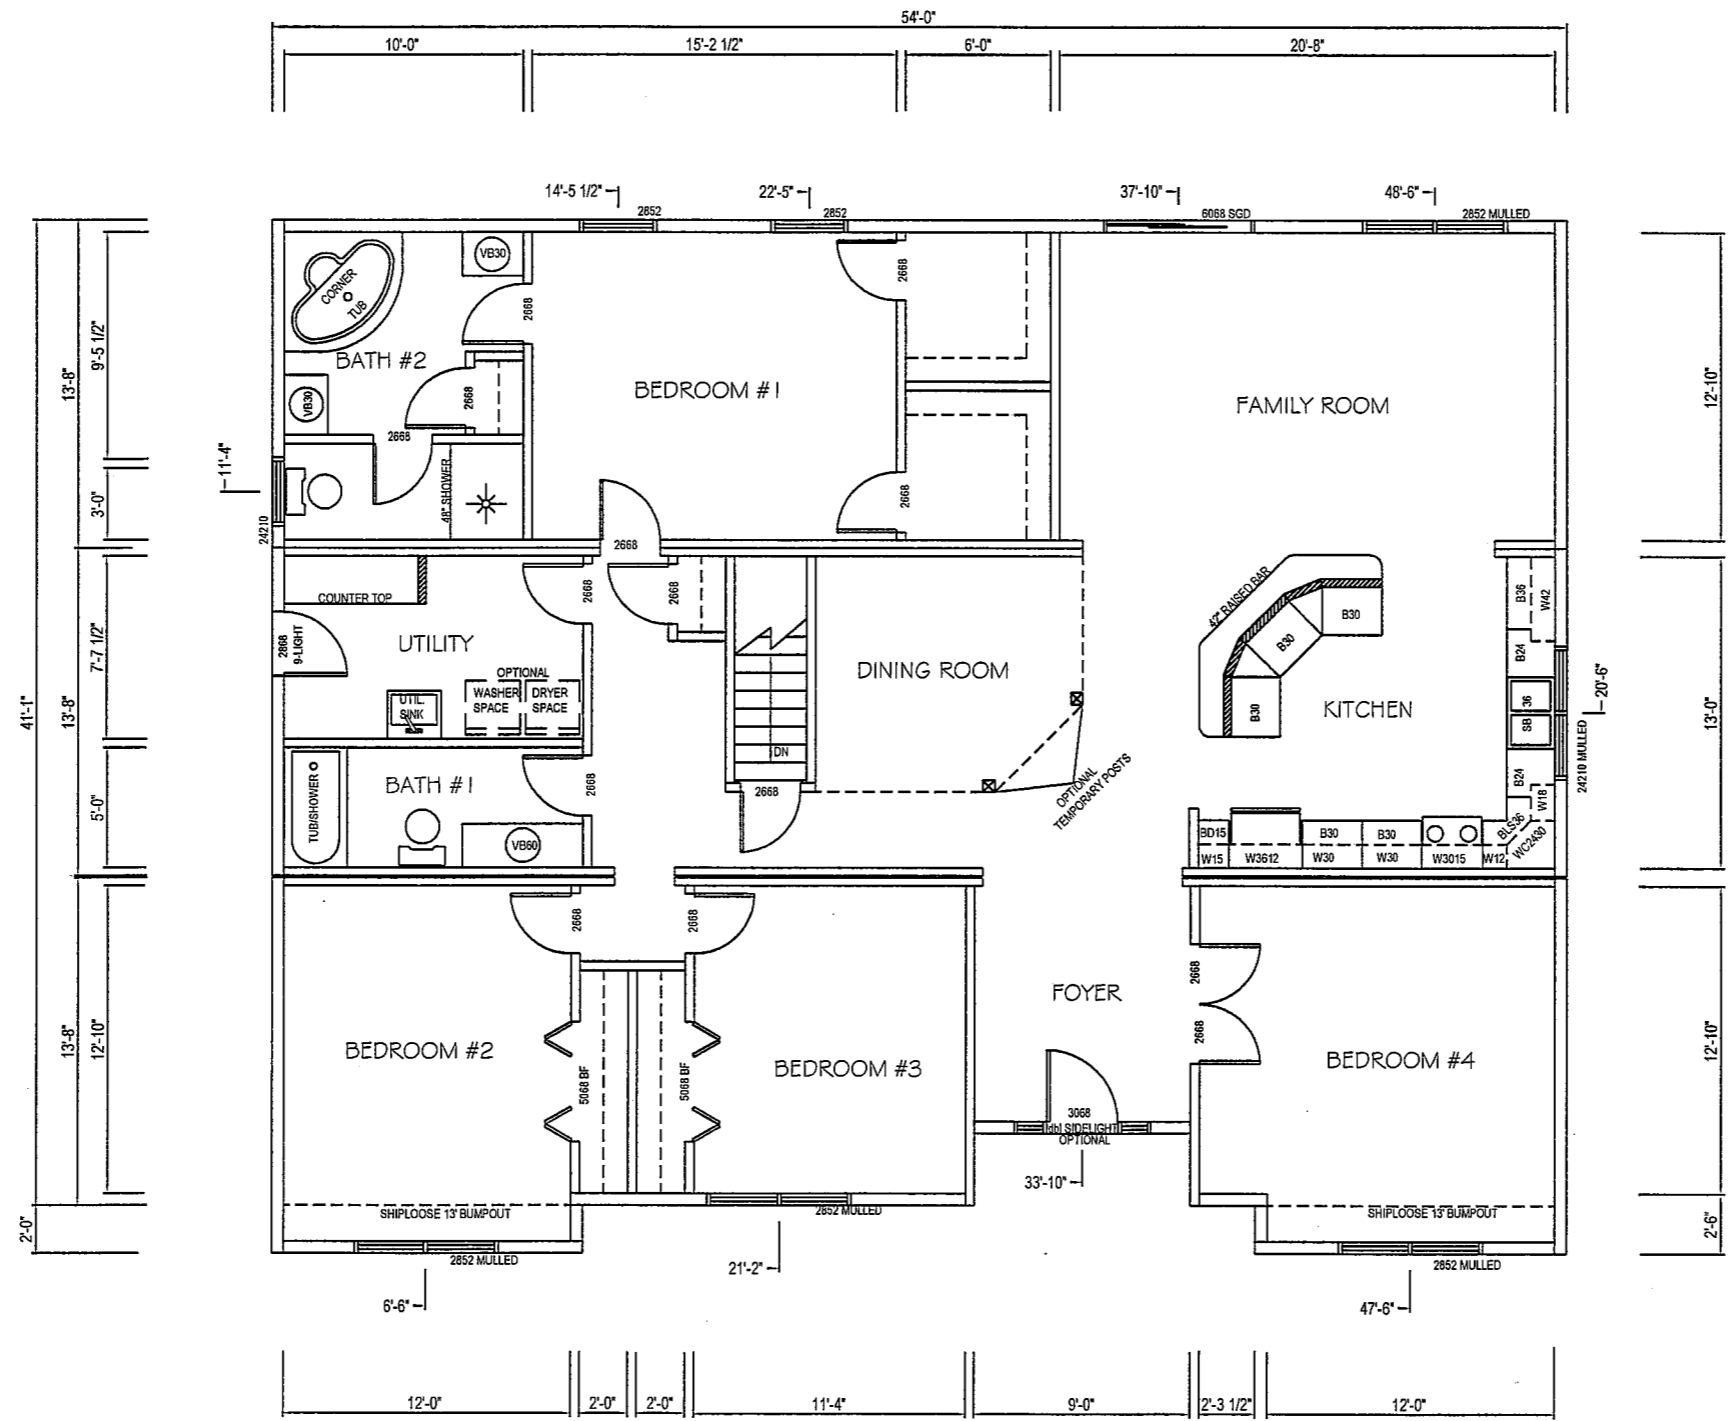 54'-0"
10'-0"
15'-2 1/2"
6'-0"
20'-8"
14'-5 1/2"
22'-5"
37'-10"
48'-6"
2852
2852
6068 SGD
2852 MULLED
VB30
CORNER
TUB
2668
2668
9'-5 1/2"
13'-8"
BATH #2
BEDROOM #1
FAMILY ROOM
12'-10"
VB30
2668
2668
11'-4"
3'-0"
48" SHOWER
2668
24210
2668
COUNTER TOP
2668
2668
42" RAISED BAR
B30
B36
W42
2868
9-LIGHT
7'-7 1/2"
UTILITY
B30
B24
OPTIONAL
WASHER
SPACE
DRYER
SPACE
UTIL.
SINK
DINING ROOM
KITCHEN
B30
36
SB
20'-6"
24210 MULLED
13'-0"
41'-1"
13'-8"
DN
BATH #1
TUB/SHOWER
2668
2668
OPTIONAL
TEMPORARY POSTS
B24
W18
5'-0"
VB60
BD15
B30
B30
BLS36
WC2430
W15
W3612
W30
W30
W3015
W12
2668
2668
2668
FOYER
2668
13'-8"
12'-10"
BEDROOM #2
5068 BF
5068 BF
BEDROOM #3
BEDROOM #4
12'-10"
3068
dbl SIDELIGHT
OPTIONAL
33'-10"
SHIPLOOSE 13' BUMPOUT
2852 MULLED
SHIPLOOSE 13' BUMPOUT
2'-0"
2'-6"
2852 MULLED
2852 MULLED
21'-2"
6'-6"
47'-6"
12'-0"
2'-0"
2'-0"
11'-4"
9'-0"
2'-3 1/2"
12'-0"